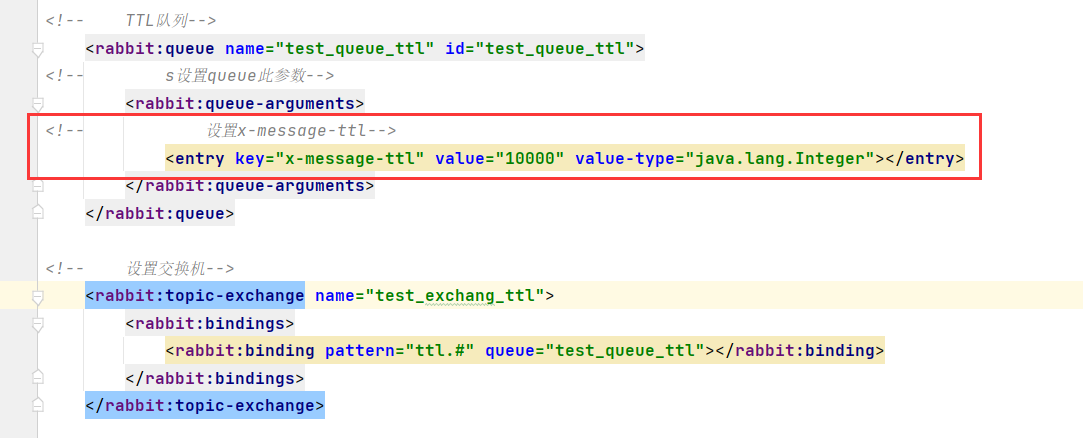 <!--    TTL队列-->
<rabbit:queue name="test_queue_ttl" id="test_queue_ttl">
<!--        s设置queue此参数-->
<rabbit:queue-arguments>
<!--            设置x-message-ttl-->
<entry key="x-message-ttl" value="10000" value-type="java.lang.Integer"></entry>
</rabbit:queue-arguments>
</rabbit:queue>
<!--    设置交换机-->
<rabbit:topic-exchange name="test_exchang_ttl">
<rabbit:bindings>
<rabbit:binding pattern="ttl.#" queue="test_queue_ttl"></rabbit:binding>
</rabbit:bindings>
</rabbit:topic-exchange>